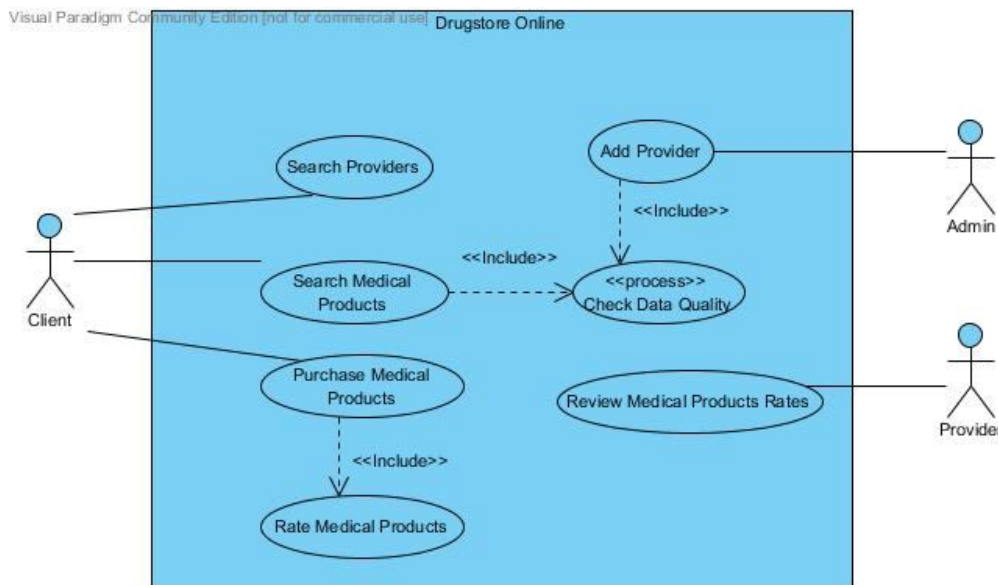 Visual Paradigm Community Edition [not for commercial use]
Drugstore Online
Search Providers
Add Provider
<<Include>>
Admin
<<Include>>
Search Medical
Products
<<process>>
Check Data Quality
Client
Purchase Medical
Products
Review Medical Products Rates
Provider
<<Include>>
Rate Medical Products